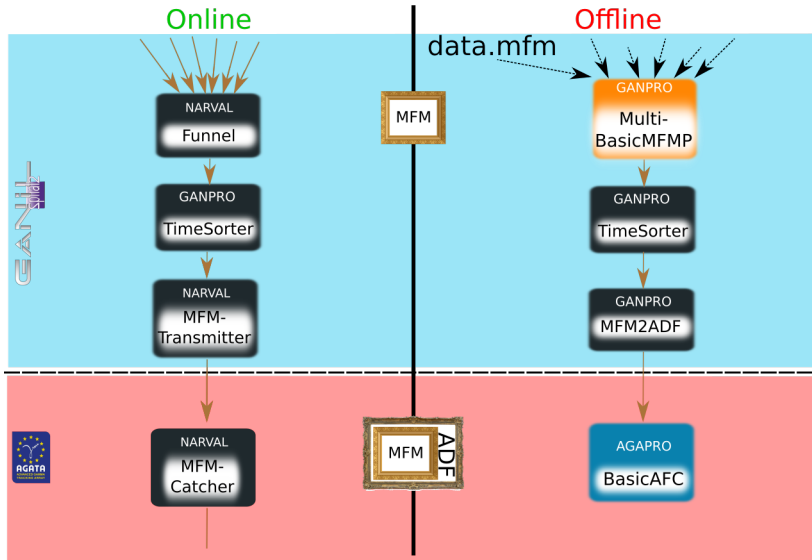 Online
Offline
data.mfm
NARVAL
Funnel
MFM
GANPRO
Multi-
BasicMFMP
GANPRO
TimeSorter
GANPRO
TimeSorter
NARVAL
MFM-
Transmitter
GANPRO
MFM2ADF
GANIL
spiral2
NARVAL
MFM-
Catcher
MFM
ADF
AGAPRO
BasicAFC
AGATA